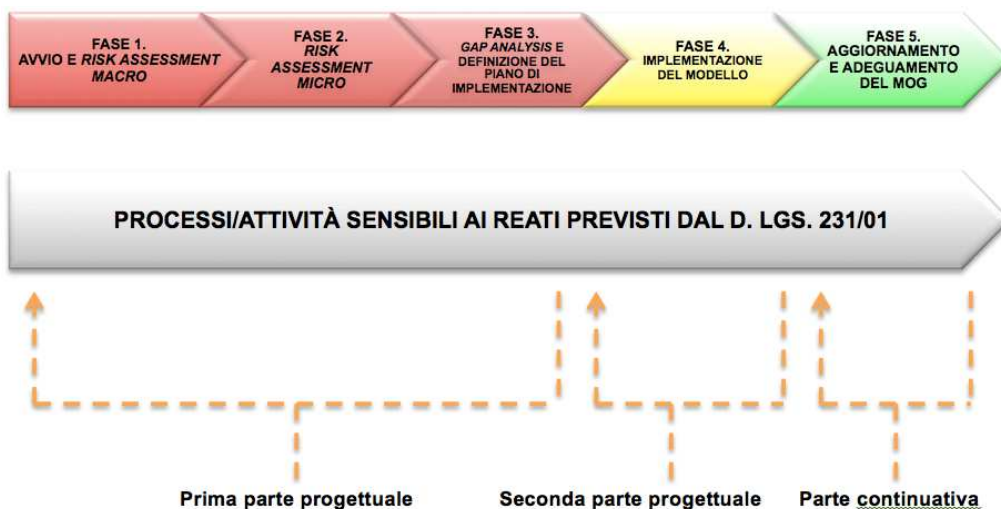 FASE 1.
AVVIO E RISK ASSESSMENT
MACRO
FASE 2.
RISK
ASSESSMENT
MICRO
FASE 3.
GAP ANALYSIS E
DEFINIZIONE DEL
PIANO DI
IMPLEMENTAZIONE
FASE 4.
IMPLEMENTAZIONE
DEL MODELLO
FASE 5.
AGGIORNAMENTO
E ADEGUAMENTO
DEL MOG
PROCESSI/ATTIVITÀ SENSIBILI AI REATI PREVISTI DAL D. LGS. 231/01
Prima parte progettuale
Seconda parte progettuale
Parte continuativa